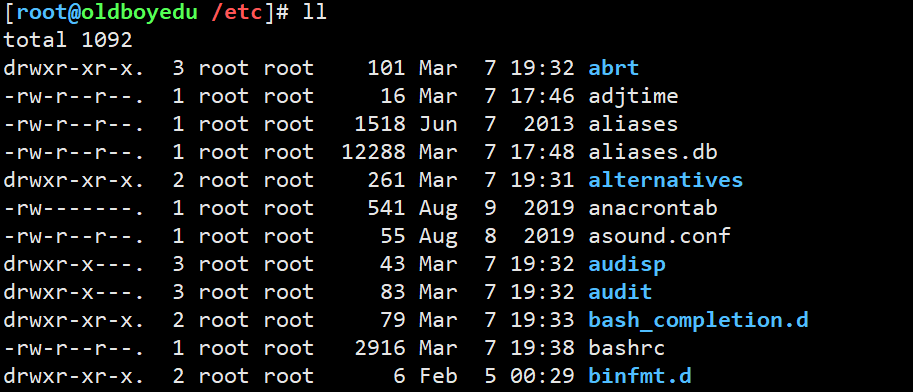 [root@oldboyedu /etc]# ll
total 1092
drwxr-xr-x.  3 root root    101 Mar  7 19:32 abrt
-rw-r--r--.  1 root root     16 Mar  7 17:46 adjtime
-rw-r--r--.  1 root root   1518 Jun  7  2013 aliases
-rw-r--r--.  1 root root  12288 Mar  7 17:48 aliases.db
drwxr-xr-x.  2 root root    261 Mar  7 19:31 alternatives
-rw-------.  1 root root    541 Aug  9  2019 anacrontab
-rw-r--r--.  1 root root     55 Aug  8  2019 asound.conf
drwxr-x---.  3 root root     43 Mar  7 19:32 audisp
drwxr-x---.  3 root root     83 Mar  7 19:32 audit
drwxr-xr-x.  2 root root     79 Mar  7 19:33 bash_completion.d
-rw-r--r--.  1 root root   2916 Mar  7 19:38 bashrc
drwxr-xr-x.  2 root root      6 Feb  5 00:29 binfmt.d